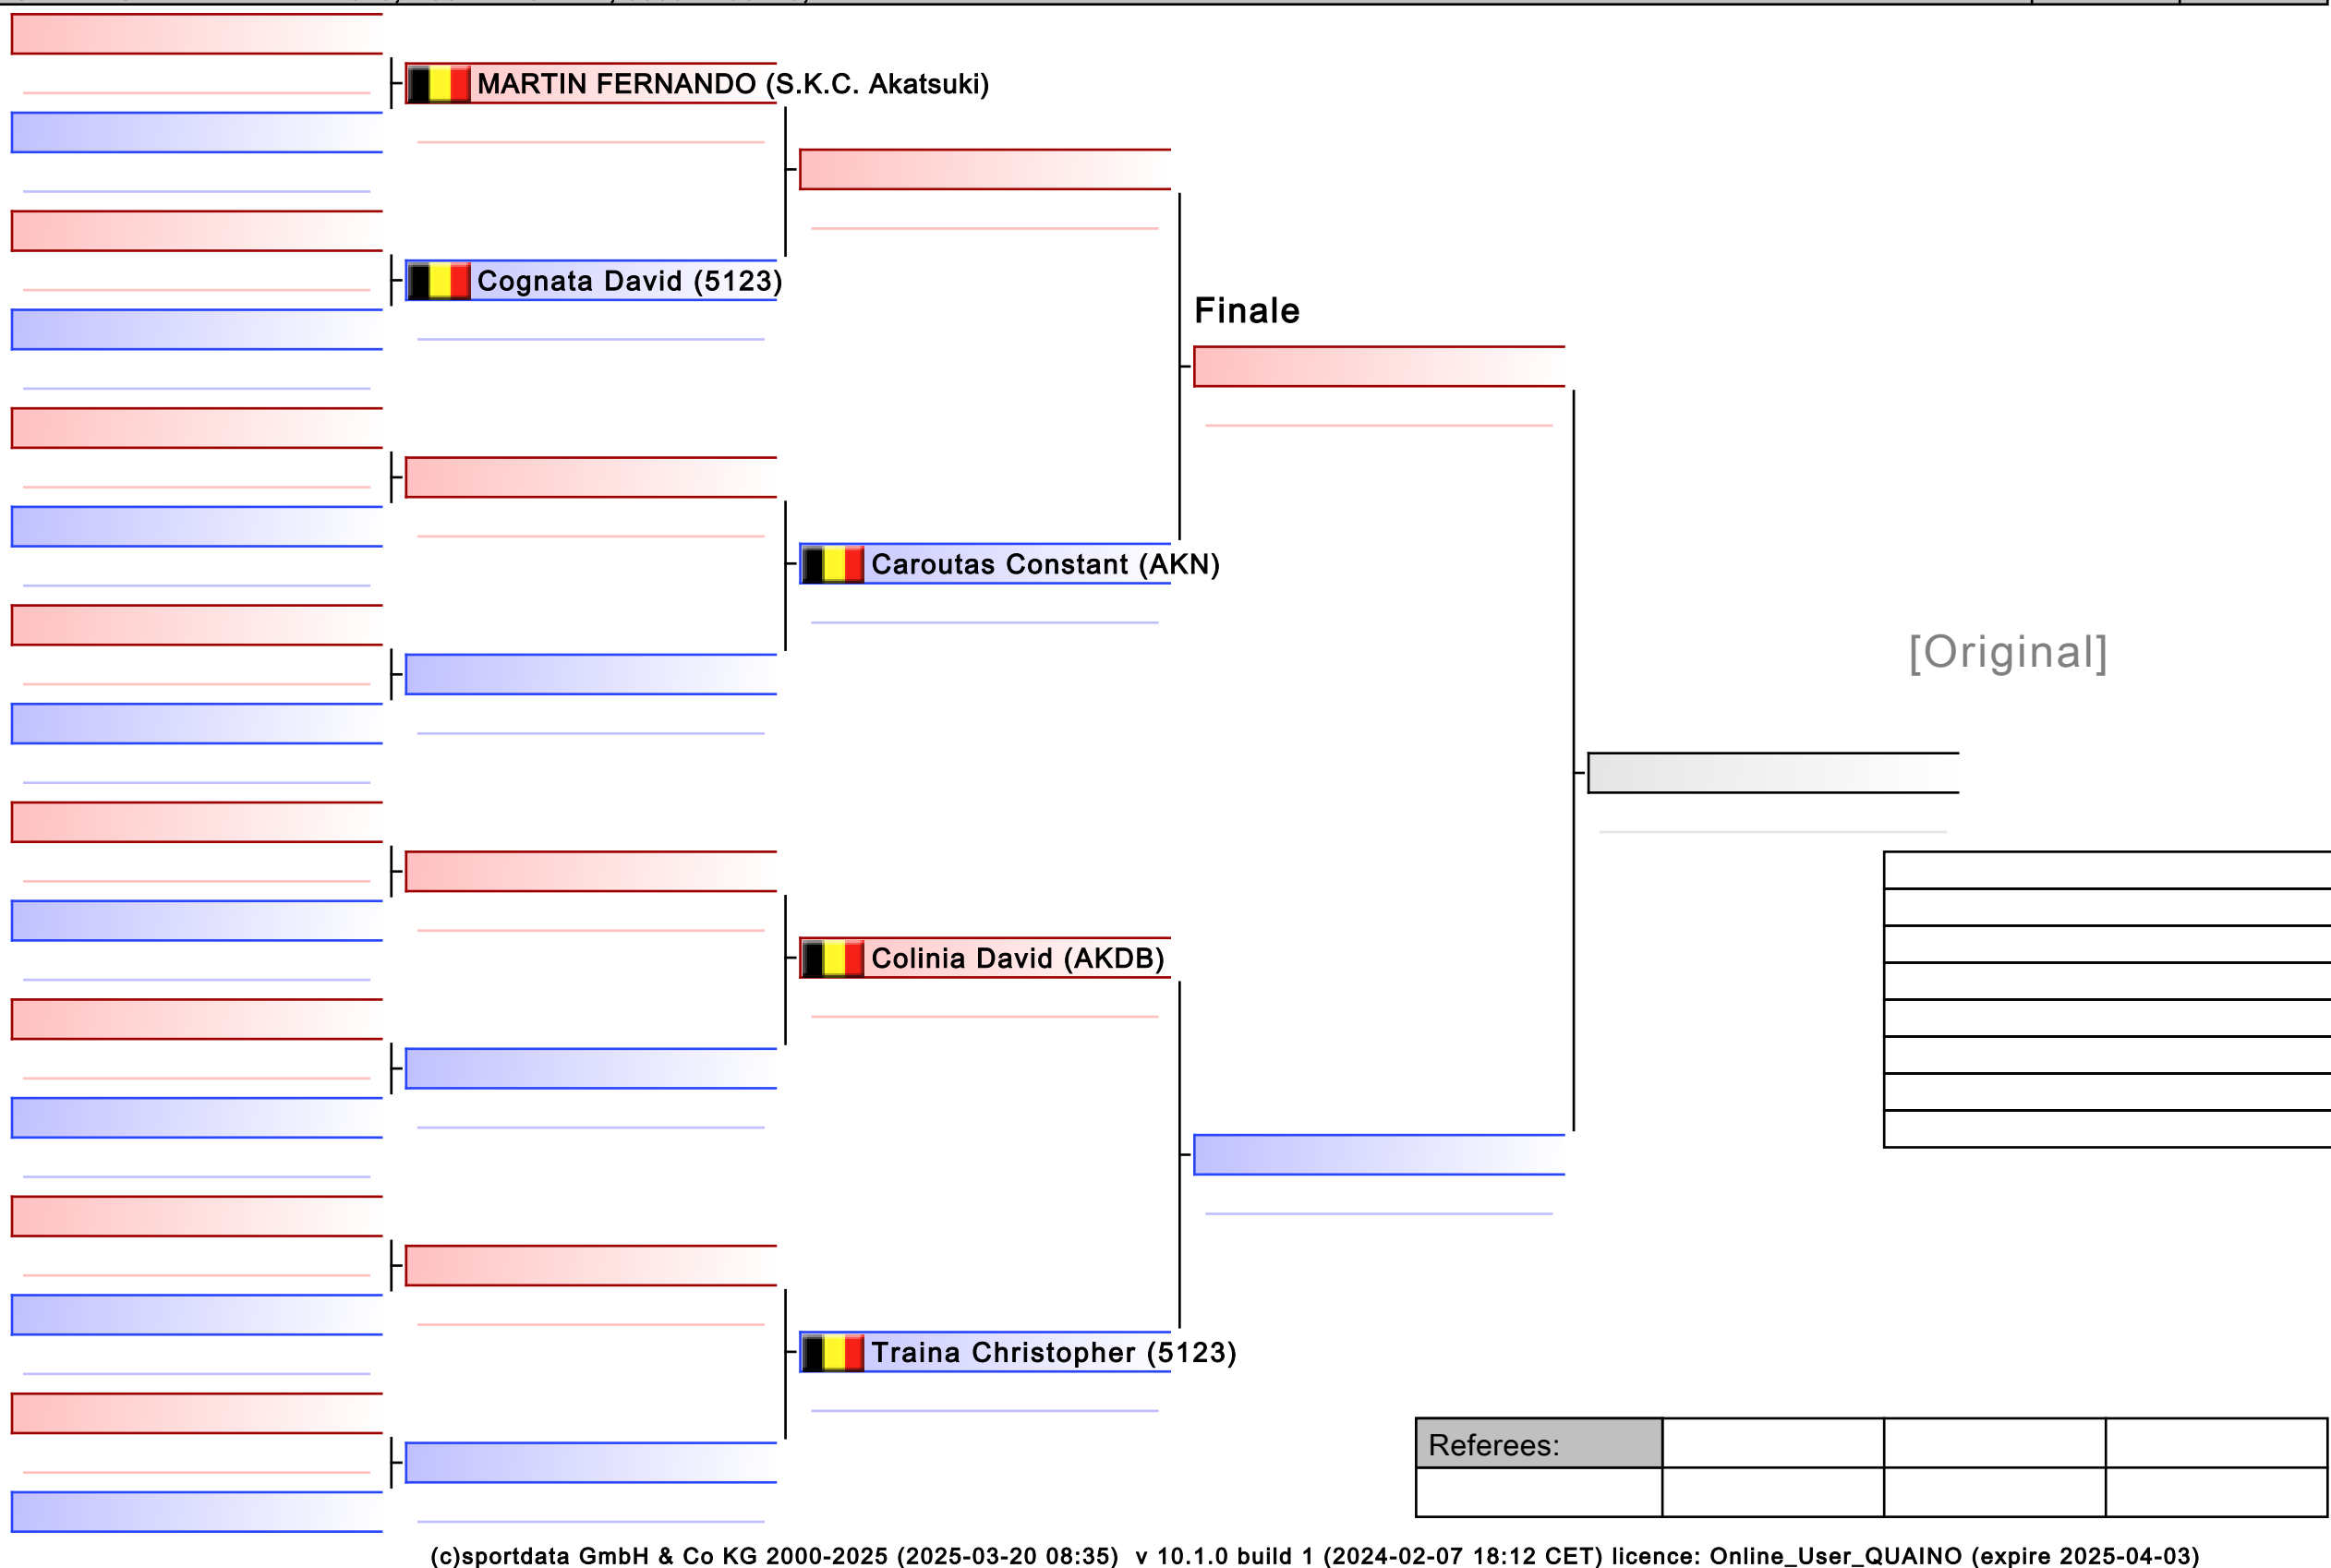 MARTIN FERNANDO (S.K.C. Akatsuki)
Cognata David (5123)
Finale
Caroutas Constant (AKN)
[Original]
Colinia David (AKDB)
Traina Christopher (5123)
Referees:
(c)sportdata GmbH & Co KG 2000-2025 (2025-03-20 08:35) v 10.1.0 build 1 (2024-02-07 18:12 CET) licence: Online_User_QUAINO (expire 2025-04-03)